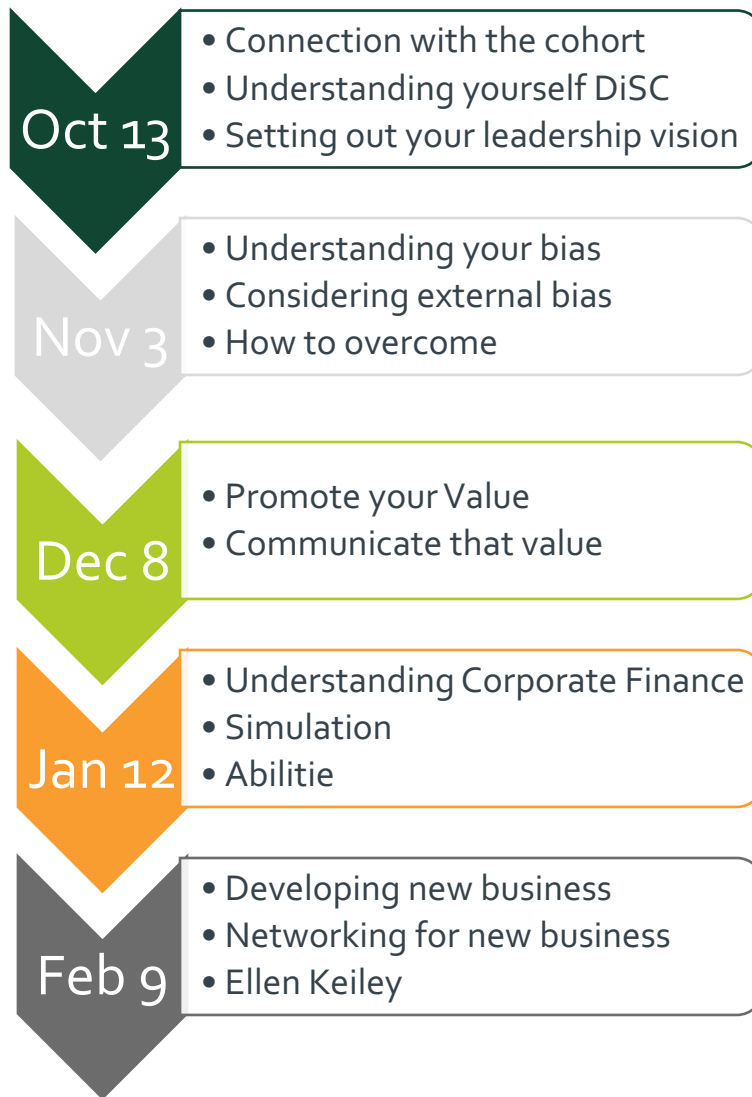 Oct 13
• Connection with the cohort
• Understanding yourself DiSC
• Setting out your leadership vision
Nov 3
• Understanding your bias
• Considering external bias
• How to overcome
Dec 8
• Promote your Value
• Communicate that value
Jan 12
• Understanding Corporate Finance
• Simulation
• Abilitie
Feb 9
• Developing new business
• Networking for new business
• Ellen Keiley